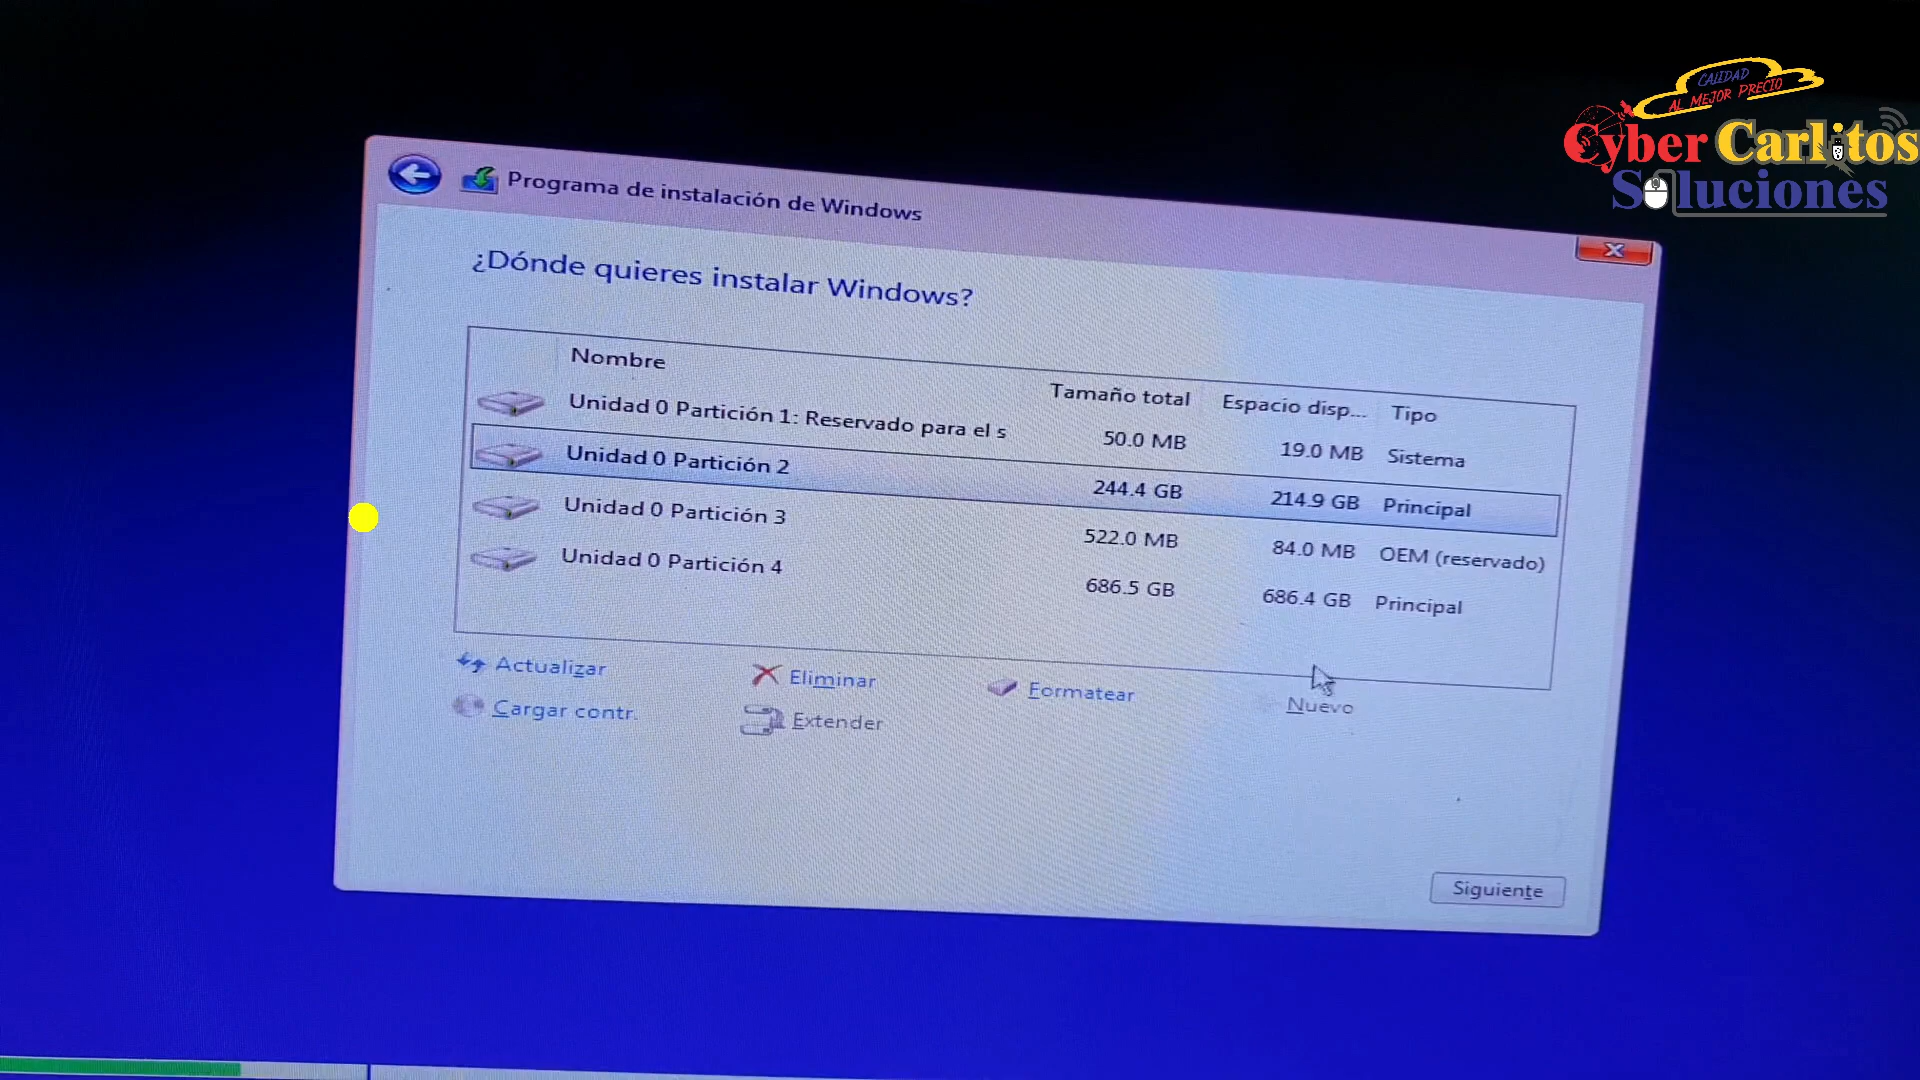 CALIDAD
AL MEJOR PRECIO
Cyber Carlitos
Soluciones
Programa de instalación de Windows
¿Dónde quieres instalar Windows?
Nombre Tamaño total Espacio disp... Tipo
Unidad 0 Partición 1: Reservado para el s 50.0 MB 19.0 MB Sistema
Unidad 0 Partición 2 244.4 GB 214.9 GB Principal
Unidad 0 Partición 3 522.0 MB 84.0 MB OEM (reservado)
Unidad 0 Partición 4 686.5 GB 686.4 GB Principal
Actualizar Eliminar Formatear Nuevo
Cargar contr. Extender
Siguiente